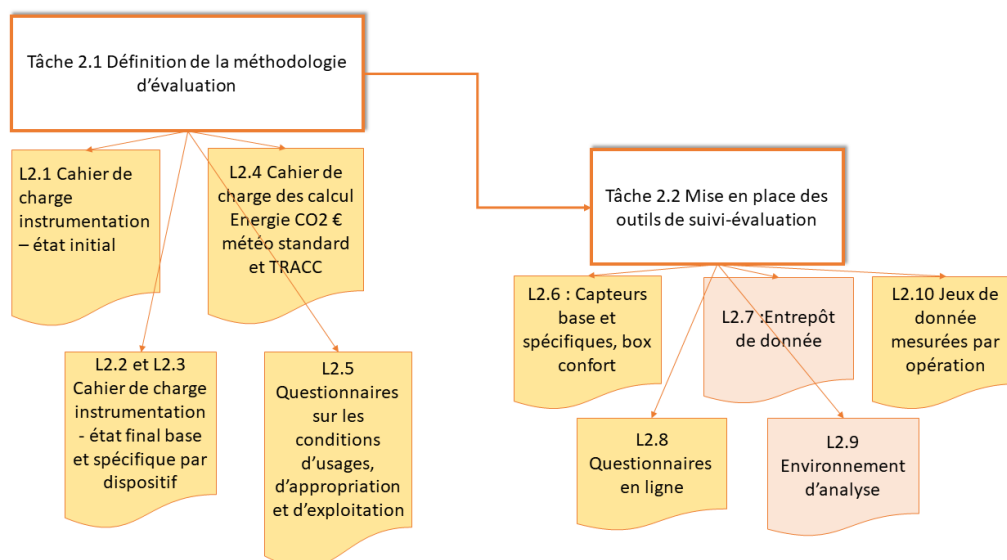 Tâche 2.1 Définition de la méthodologie
d'évaluation
L2.1 Cahier de
charge
instrumentation
– état initial
L2.4 Cahier de
charge des calcul
Energie CO2 €
météo standard
et TRACC
L2.2 et L2.3
Cahier de charge
instrumentation
- état final base
et spécifique par
dispositif
L2.5
Questionnaires
sur les
conditions
d'usages,
d'appropriation
et d'exploitation
Tâche 2.2 Mise en place des
outils de suivi-évaluation
L2.6 : Capteurs
base et
spécifiques, box
confort
L2.7 :Entrepôt
de donnée
L2.10 Jeux de
donnée
mesurées par
opération
L2.8
Questionnaires
en ligne
L2.9
Environnement
d'analyse